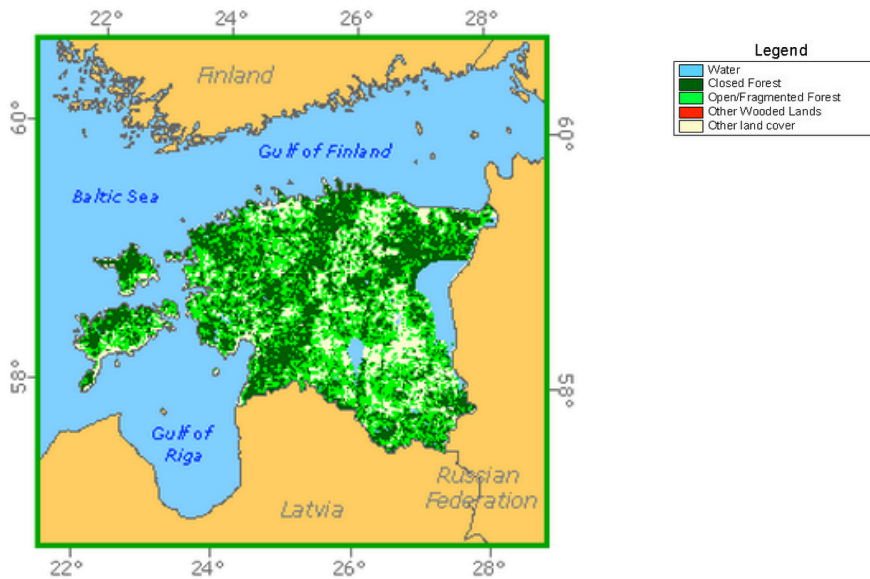 22° 24° 26° 28°
Legend
Water
Closed Forest
Open/Fragmented Forest
Other Wooded Lands
Other land cover
Finland
60° 60°
Gulf of Finland
Baltic Sea
58° 58°
Gulf of
Riga
Russian
Federation
Latvia
22° 24° 26° 28°